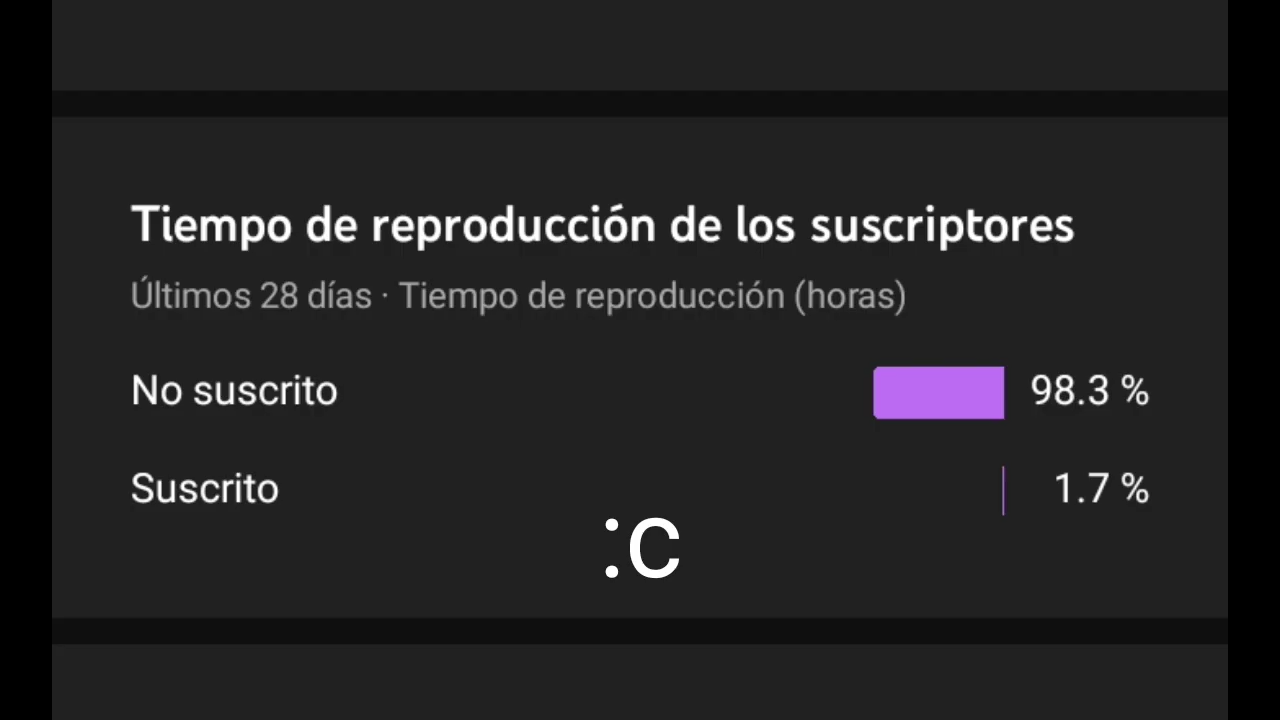 Tiempo de reproducción de los suscriptores
Últimos 28 días · Tiempo de reproducción (horas)
No suscrito 98.3 %
Suscrito 1.7 %
:c